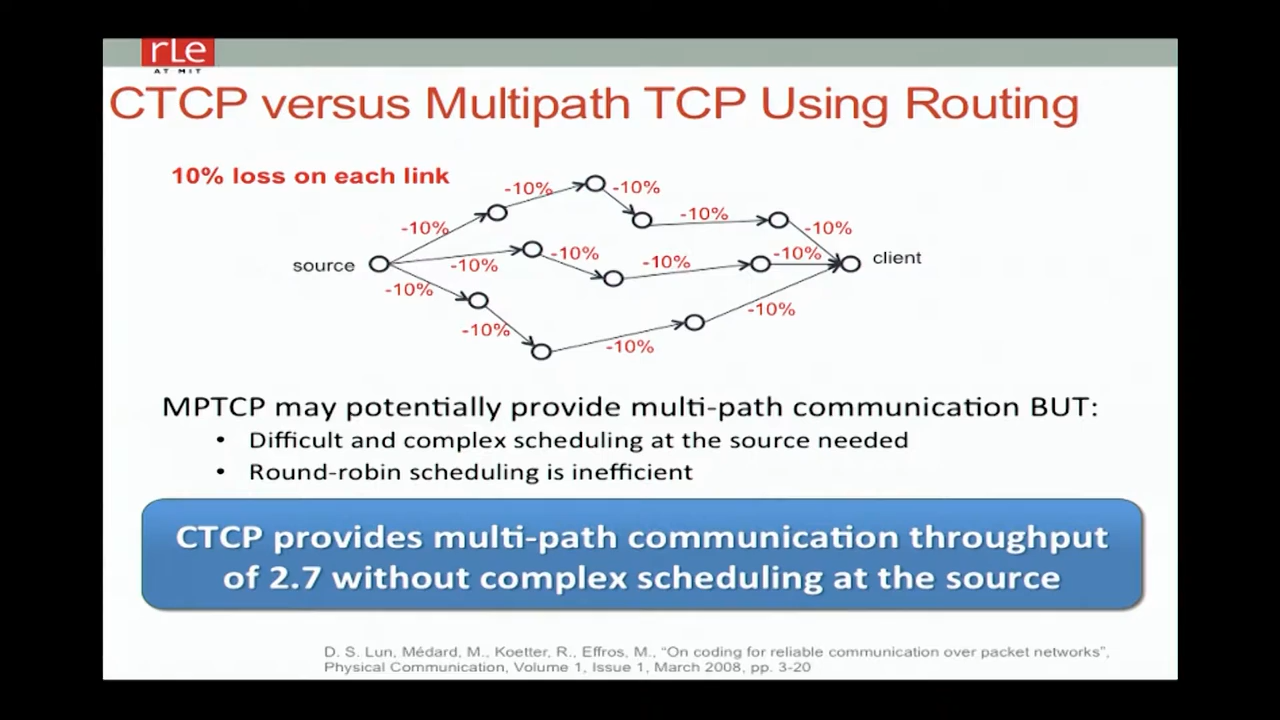 rLe
AT MIT
CTCP versus Multipath TCP Using Routing
10% loss on each link
-10%
-10%
-10%
-10%
-10%
source
-10%
-10%
-10%
-10%
client
-10%
-10%
-10%
-10%
MPTCP may potentially provide multi-path communication BUT:
• Difficult and complex scheduling at the source needed
• Round-robin scheduling is inefficient
CTCP provides multi-path communication throughput
of 2.7 without complex scheduling at the source
D. S. Lun, Médard, M., Koetter, R., Effros, M., “On coding for reliable communication over packet networks”,
Physical Communication, Volume 1, Issue 1, March 2008, pp. 3-20